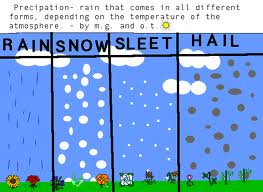 Precipation- rain that comes in all different
forms, depending on the temperature of the
atmosphere. - by m.g. and o.t.
RAIN SNOW SLEET HAIL